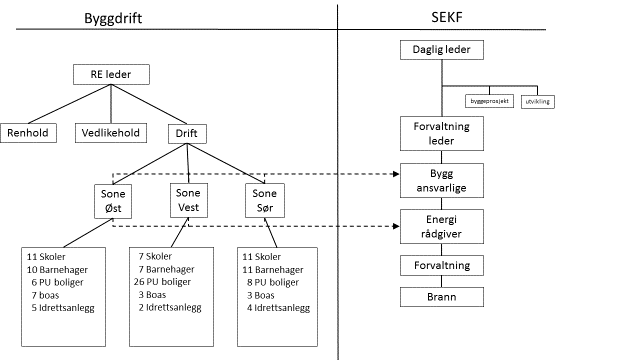 Byggdrift
SEKF
RE leder
Renhold
Vedlikehold
Drift
Sone
Øst
Sone
Vest
Sone
Sør
11 Skoler
10 Barnehager
6 PU boliger
7 boas
5 Idrettsanlegg
7 Skoler
7 Barnehager
26 PU boliger
3 Boas
2 Idrettsanlegg
11 Skoler
11 Barnehager
8 PU boliger
3 Boas
4 Idrettsanlegg
Daglig leder
byggeprosjekt
utvikling
Forvaltning
leder
Bygg
ansvarlige
Energi
rådgiver
Forvaltning
Brann